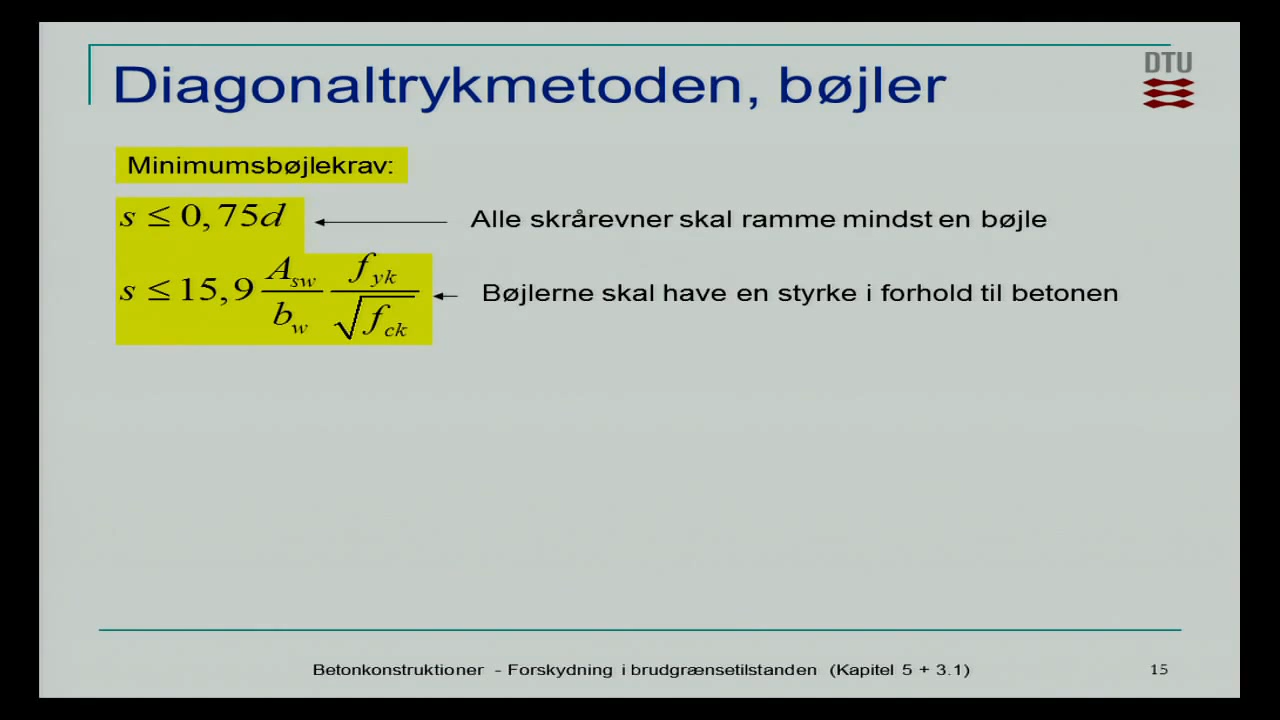 Diagonaltrykmetoden, bøjler
DTU
Minimumsbøjlekrav:
s ≤ 0,75d
Alle skrårevner skal ramme mindst en bøjle
s ≤ 15,9 A_sw/b_w f_yk/√f_ck
Bøjlerne skal have en styrke i forhold til betonen
Betonkonstruktioner - Forskydning i brudgrænsetilstanden (Kapitel 5 + 3.1)
15